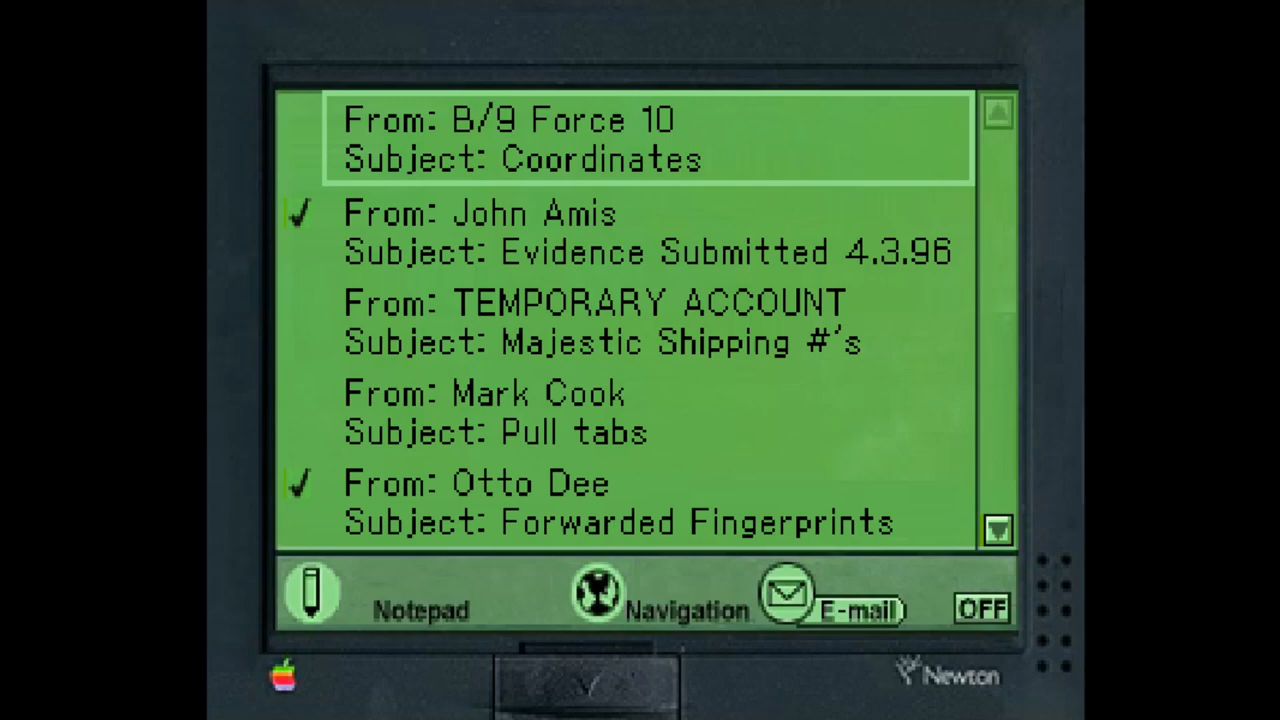 From: B/9 Force 10
Subject: Coordinates
From: John Amis
Subject: Evidence Submitted 4.3.96
From: TEMPORARY ACCOUNT
Subject: Majestic Shipping #'s
From: Mark Cook
Subject: Pull tabs
From: Otto Dee
Subject: Forwarded Fingerprints
Notepad
Navigation
E-mail
OFF
Newton